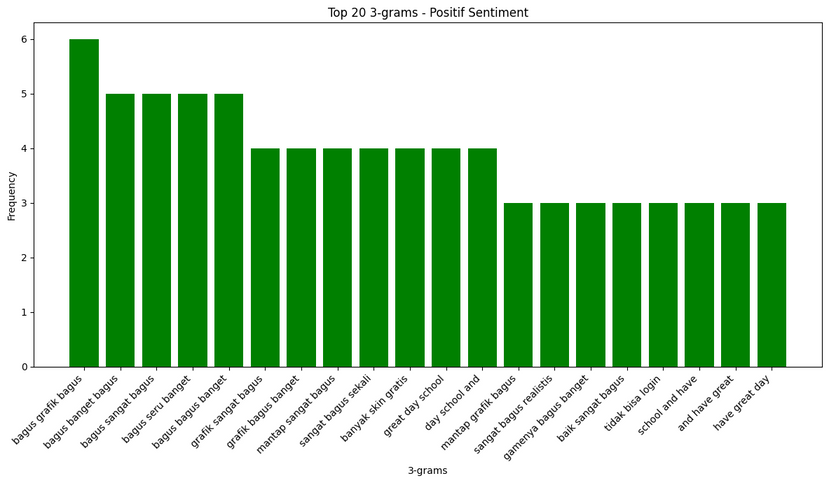 Top 20 3-grams - Positif Sentiment
Frequency
6
5
4
3
2
1
0
bagus grafik bagus
bagus banget bagus
bagus sangat bagus
bagus seru banget
bagus bagus banget
grafik sangat bagus
grafik bagus banget
mantap sangat bagus
sangat bagus sekali
banyak skin gratis
great day school
day school and
mantap grafik bagus
sangat bagus realistis
gamenya bagus banget
baik sangat bagus
tidak bisa login
school and have
and have great
have great day
3-grams